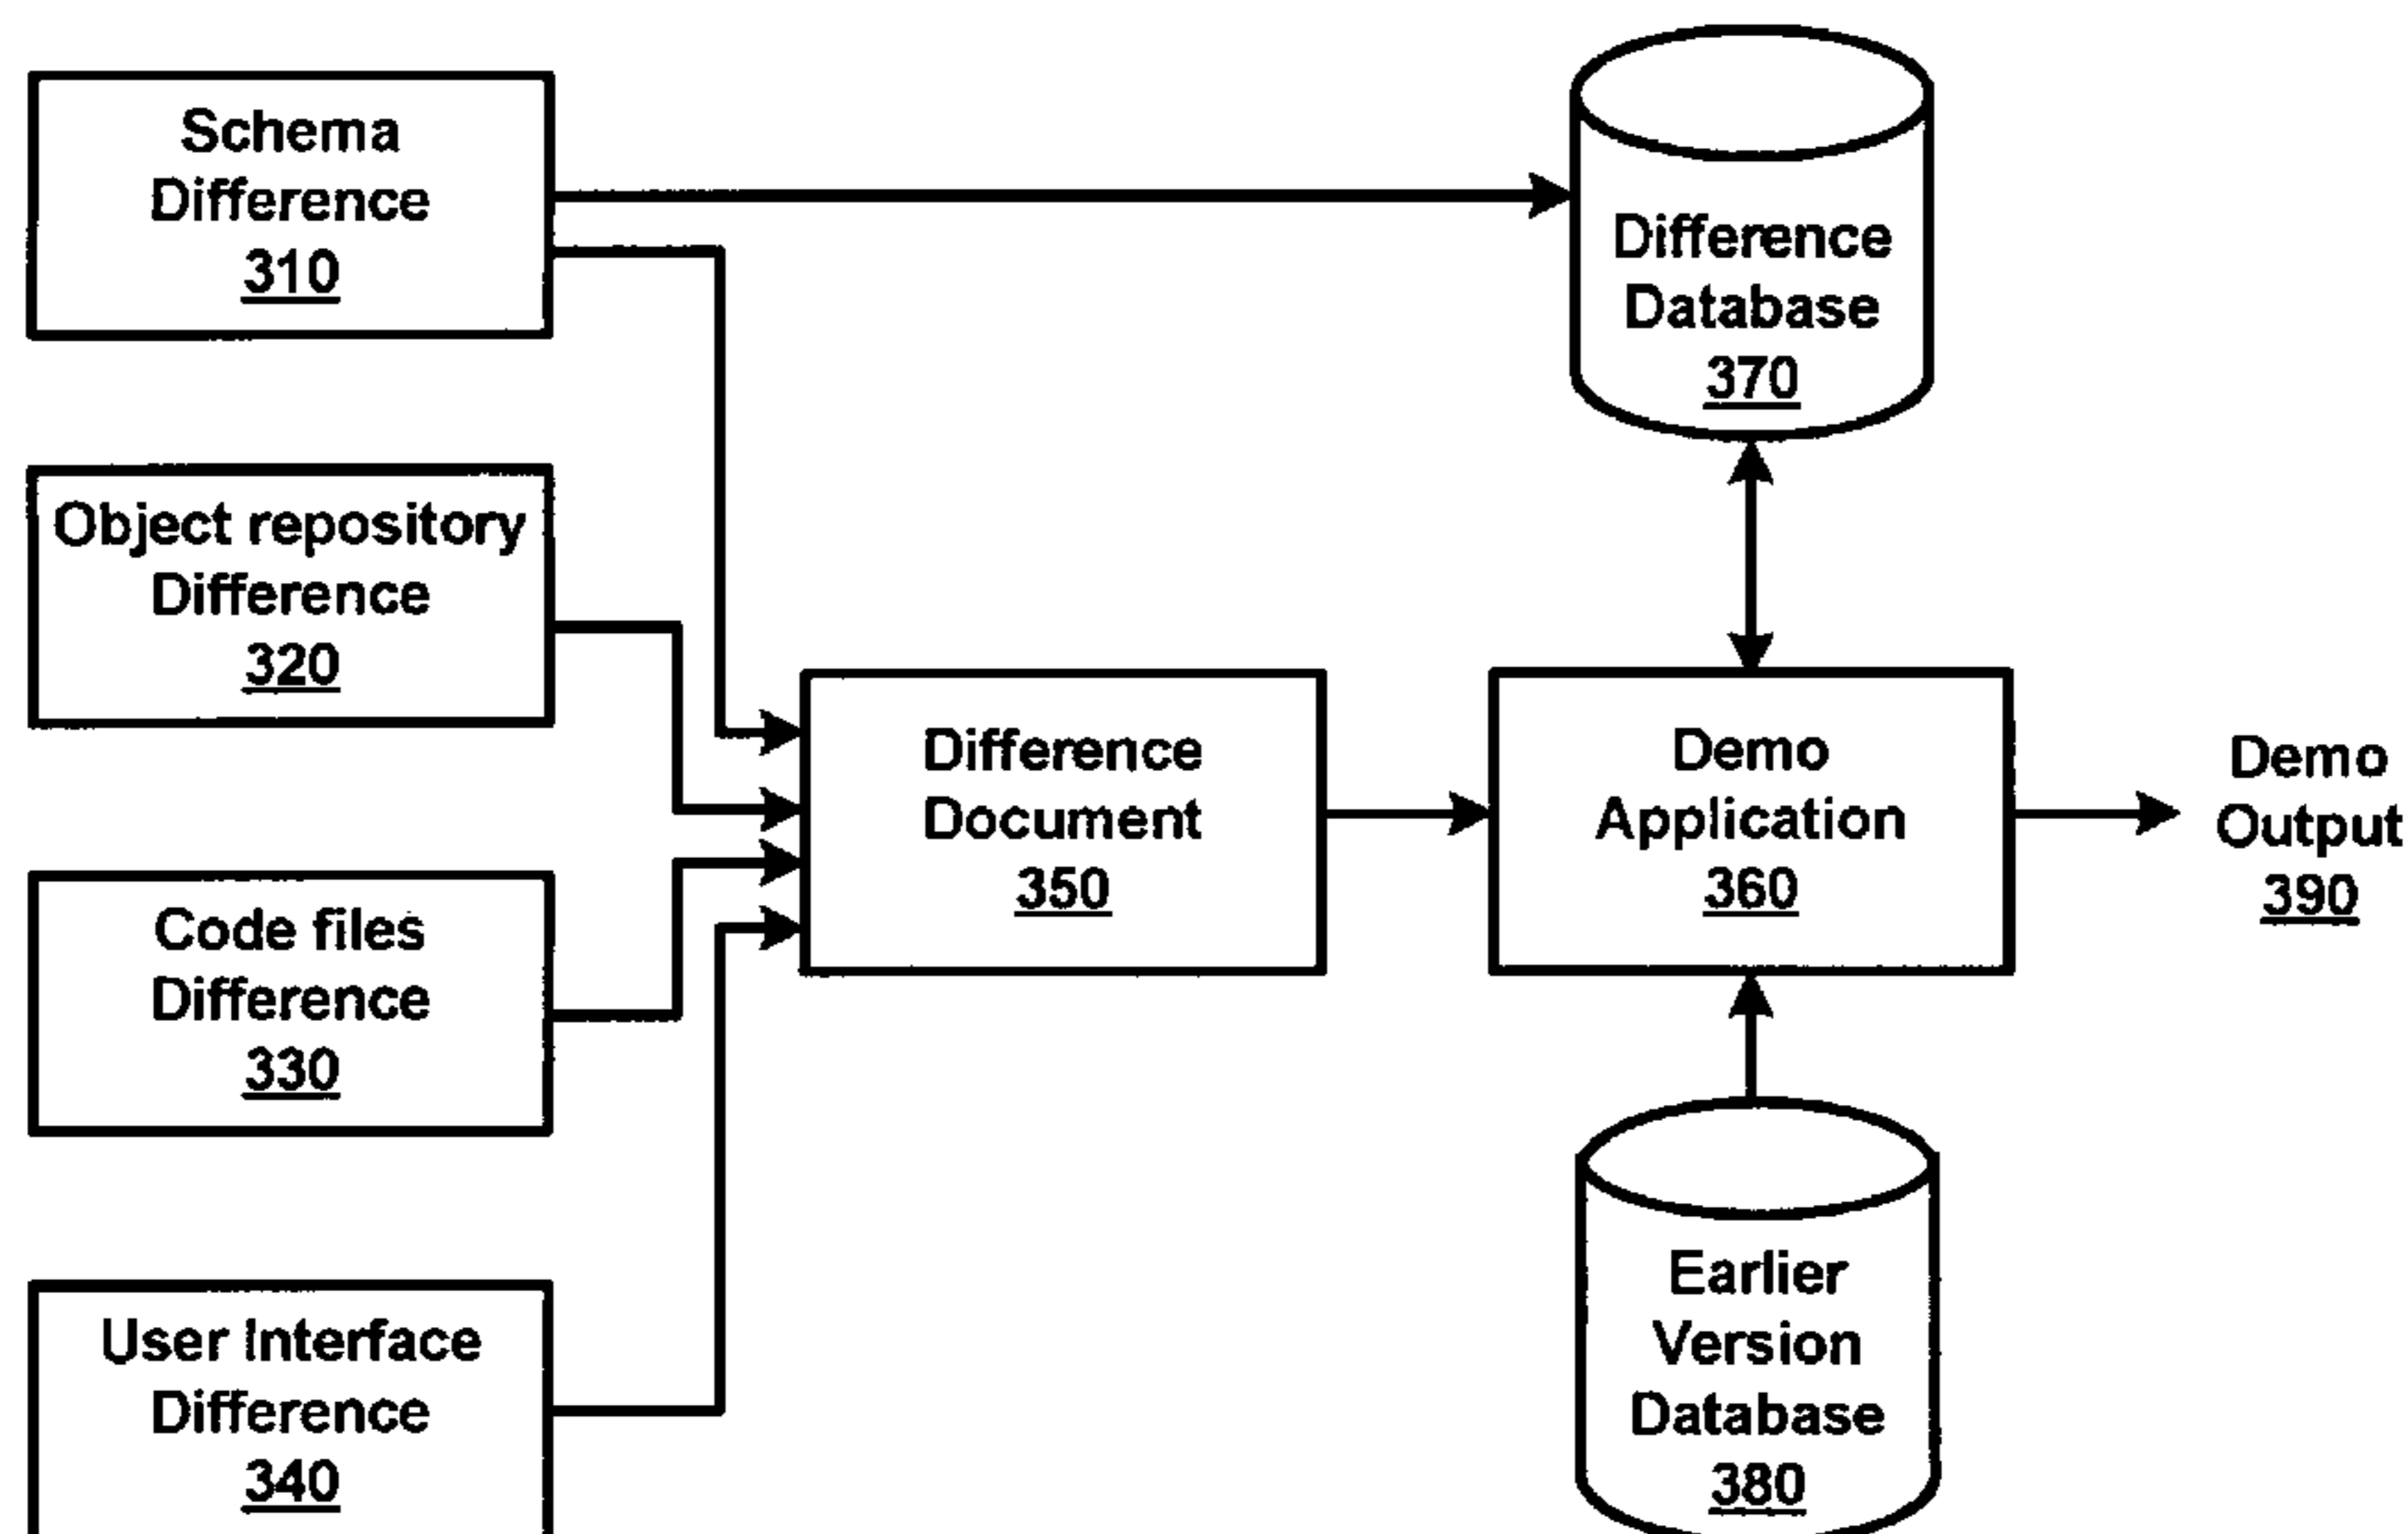 Schema
Difference
310
Object repository
Difference
320
Code files
Difference
330
User Interface
Difference
340
Difference
Document
350
Difference
Database
370
Demo
Application
360
Earlier
Version
Database
380
Demo
Output
390